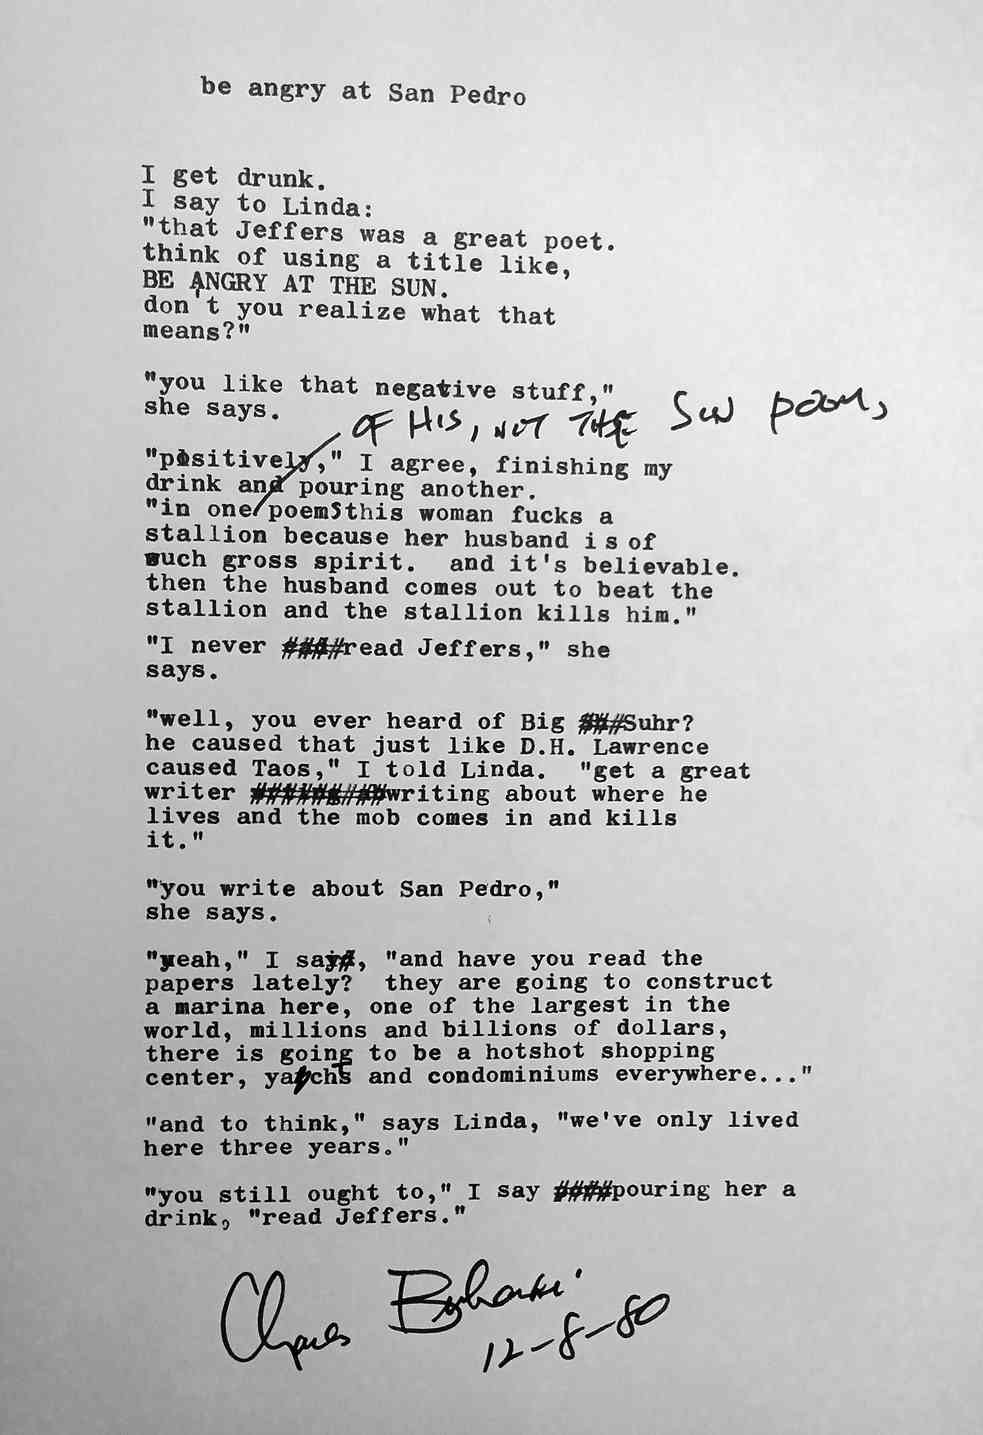 be angry at San Pedro
I get drunk.
I say to Linda:
"that Jeffers was a great poet.
think of using a title like,
BE ANGRY AT THE SUN.
don't you realize what that
means?"
"you like that negative stuff,"
she says.
OF HIS, NOT THE SUN POEM,
"positively," I agree, finishing my
drink and pouring another.
"in one poem this woman fucks a
stallion because her husband is of
such gross spirit. and it's believable.
then the husband comes out to beat the
stallion and the stallion kills him."
"I never read Jeffers," she
says.
"well, you ever heard of Big Suhr?
he caused that just like D.H. Lawrence
caused Taos," I told Linda. "get a great
writer writing about where he
lives and the mob comes in and kills
it."
"you write about San Pedro,"
she says.
"yeah," I say, "and have you read the
papers lately? they are going to construct
a marina here, one of the largest in the
world, millions and billions of dollars,
there is going to be a hotshot shopping
center, yachts and condominiums everywhere..."
"and to think," says Linda, "we've only lived
here three years."
"you still ought to," I say pouring her a
drink, "read Jeffers."
Charles Bukowski
12-8-80